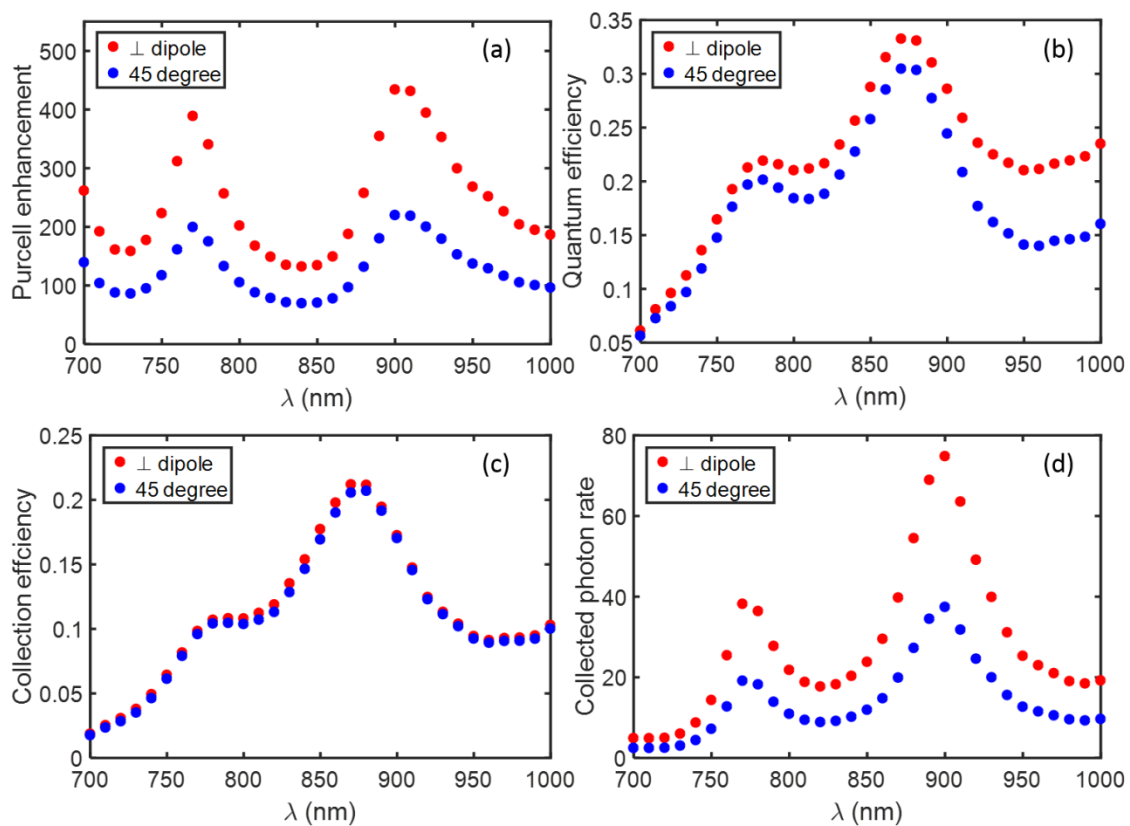 (a)
⊥ dipole
45 degree
Purcell enhancement
500
400
300
200
100
0
700 750 800 850 900 950 1000
λ (nm)
(b)
⊥ dipole
45 degree
Quantum efficiency
0.35
0.3
0.25
0.2
0.15
0.1
0.05
700 750 800 850 900 950 1000
λ (nm)
(c)
⊥ dipole
45 degree
Collection effciency
0.25
0.2
0.15
0.1
0.05
0
700 750 800 850 900 950 1000
λ (nm)
(d)
⊥ dipole
45 degree
Collected photon rate
80
60
40
20
0
700 750 800 850 900 950 1000
λ (nm)